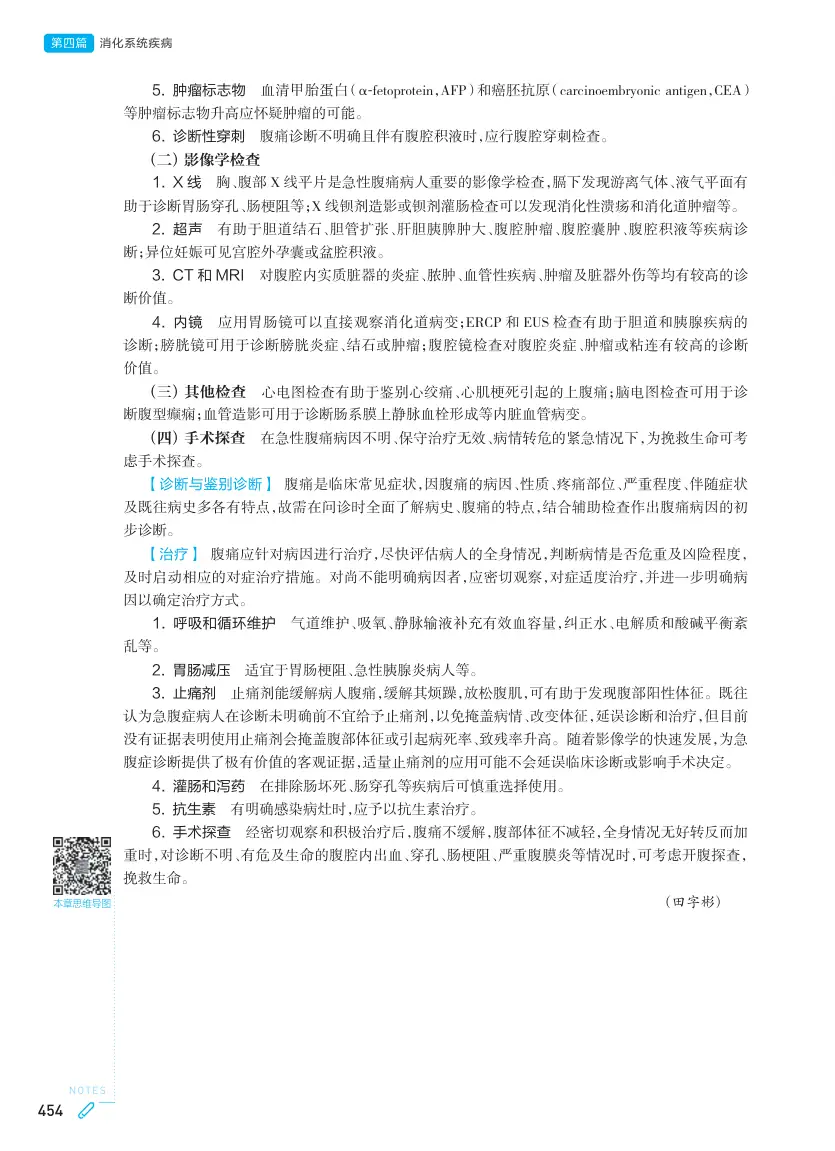 第四篇 消化系统疾病
5. 肿瘤标志物 血清甲胎蛋白（α-fetoprotein，AFP）和癌胚抗原（carcinoembryonic antigen，CEA）
等肿瘤标志物升高应怀疑肿瘤的可能。
6. 诊断性穿刺 腹痛诊断不明确且伴有腹腔积液时，应行腹腔穿刺检查。
（二）影像学检查
1. X 线 胸、腹部 X 线平片是急性腹痛病人重要的影像学检查，膈下发现游离气体、液气平面有
助于诊断胃肠穿孔、肠梗阻等；X 线钡剂造影或钡剂灌肠检查可以发现消化性溃疡和消化道肿瘤等。
2. 超声 有助于胆道结石、胆管扩张、肝胆胰脾肿大、腹腔肿瘤、腹腔囊肿、腹腔积液等疾病诊
断；异位妊娠可见宫腔外孕囊或盆腔积液。
3. CT 和 MRI 对腹腔内实质脏器的炎症、脓肿、血管性疾病、肿瘤及脏器外伤等均有较高的诊
断价值。
4. 内镜 应用胃肠镜可以直接观察消化道病变；ERCP 和 EUS 检查有助于胆道和胰腺疾病的
诊断；膀胱镜可用于诊断膀胱炎症、结石或肿瘤；腹腔镜检查对腹腔炎症、肿瘤或粘连有较高的诊断
价值。
（三）其他检查 心电图检查有助于鉴别心绞痛、心肌梗死引起的上腹痛；脑电图检查可用于诊
断腹型癫痫；血管造影可用于诊断肠系膜上静脉血栓形成等内脏血管病变。
（四）手术探查 在急性腹痛病因不明、保守治疗无效、病情转危的紧急情况下，为挽救生命可考
虑手术探查。
【诊断与鉴别诊断】 腹痛是临床常见症状，因腹痛的病因、性质、疼痛部位、严重程度、伴随症状
及既往病史多各有特点，故需在问诊时全面了解病史、腹痛的特点，结合辅助检查作出腹痛病因的初
步诊断。
【治疗】 腹痛应针对病因进行治疗，尽快评估病人的全身情况，判断病情是否危重及凶险程度，
及时启动相应的对症治疗措施。对尚不能明确病因者，应密切观察，对症适度治疗，并进一步明确病
因以确定治疗方式。
1. 呼吸和循环维护 气道维护、吸氧、静脉输液补充有效血容量，纠正水、电解质和酸碱平衡紊
乱等。
2. 胃肠减压 适宜于胃肠梗阻、急性胰腺炎病人等。
3. 止痛剂 止痛剂能缓解病人腹痛，缓解其烦躁，放松腹肌，可有助于发现腹部阳性体征。既往
认为急腹症病人在诊断未明确前不宜给予止痛剂，以免掩盖病情、改变体征，延误诊断和治疗，但目前
没有证据表明使用止痛剂会掩盖腹部体征或引起病死率、致残率升高。随着影像学的快速发展，为急
腹症诊断提供了极有价值的客观证据，适量止痛剂的应用可能不会延误临床诊断或影响手术决定。
4. 灌肠和泻药 在排除肠坏死、肠穿孔等疾病后可慎重选择使用。
5. 抗生素 有明确感染病灶时，应予以抗生素治疗。
6. 手术探查 经密切观察和积极治疗后，腹痛不缓解，腹部体征不减轻，全身情况无好转反而加
重时，对诊断不明、有危及生命的腹腔内出血、穿孔、肠梗阻、严重腹膜炎等情况时，可考虑开腹探查，
挽救生命。
（田字彬）
本章思维导图
NOTES
454